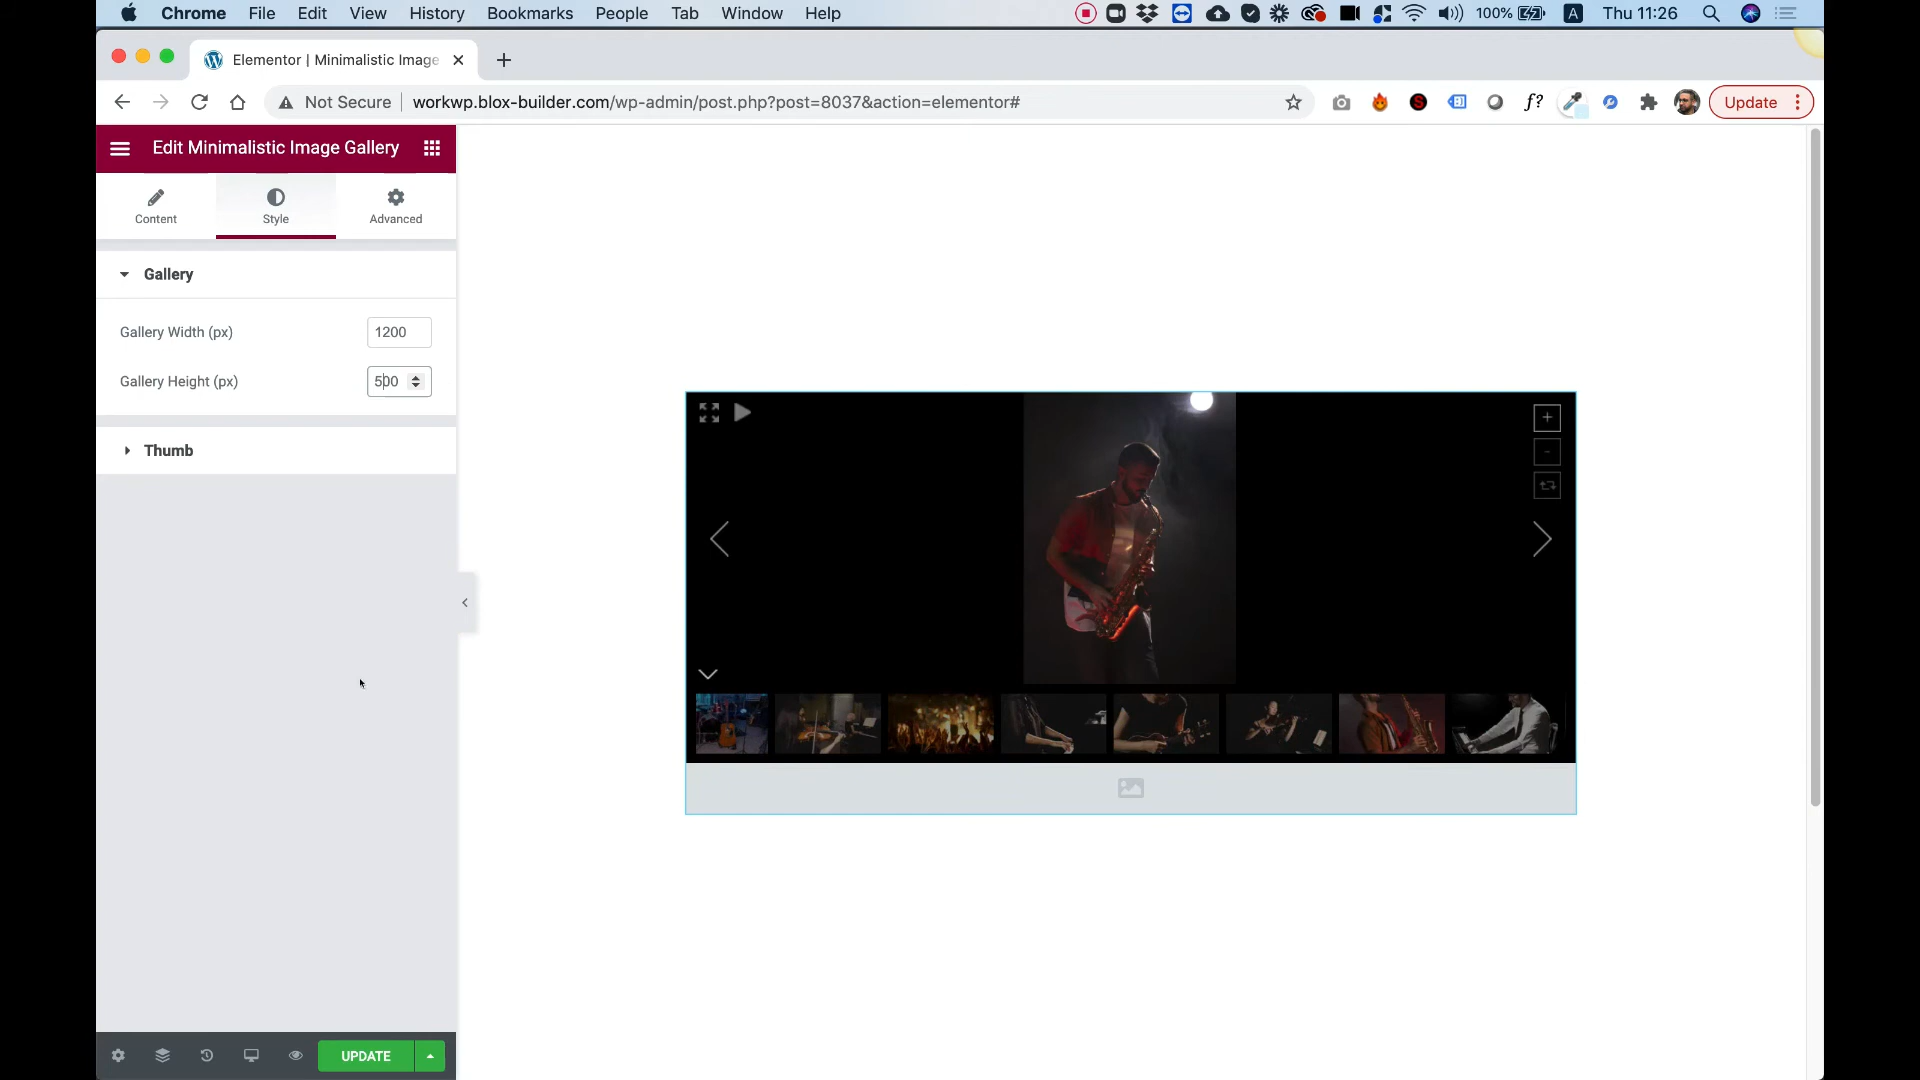 Chrome File Edit View History Bookmarks People Tab Window Help 100% A Thu 11:26
Elementor | Minimalistic Image
Not Secure workwp.blox-builder.com/wp-admin/post.php?post=8037&action=elementor# S f? Update
Edit Minimalistic Image Gallery
Content Style Advanced
Gallery
Gallery Width (px) 1200
Gallery Height (px) 500
Thumb
UPDATE